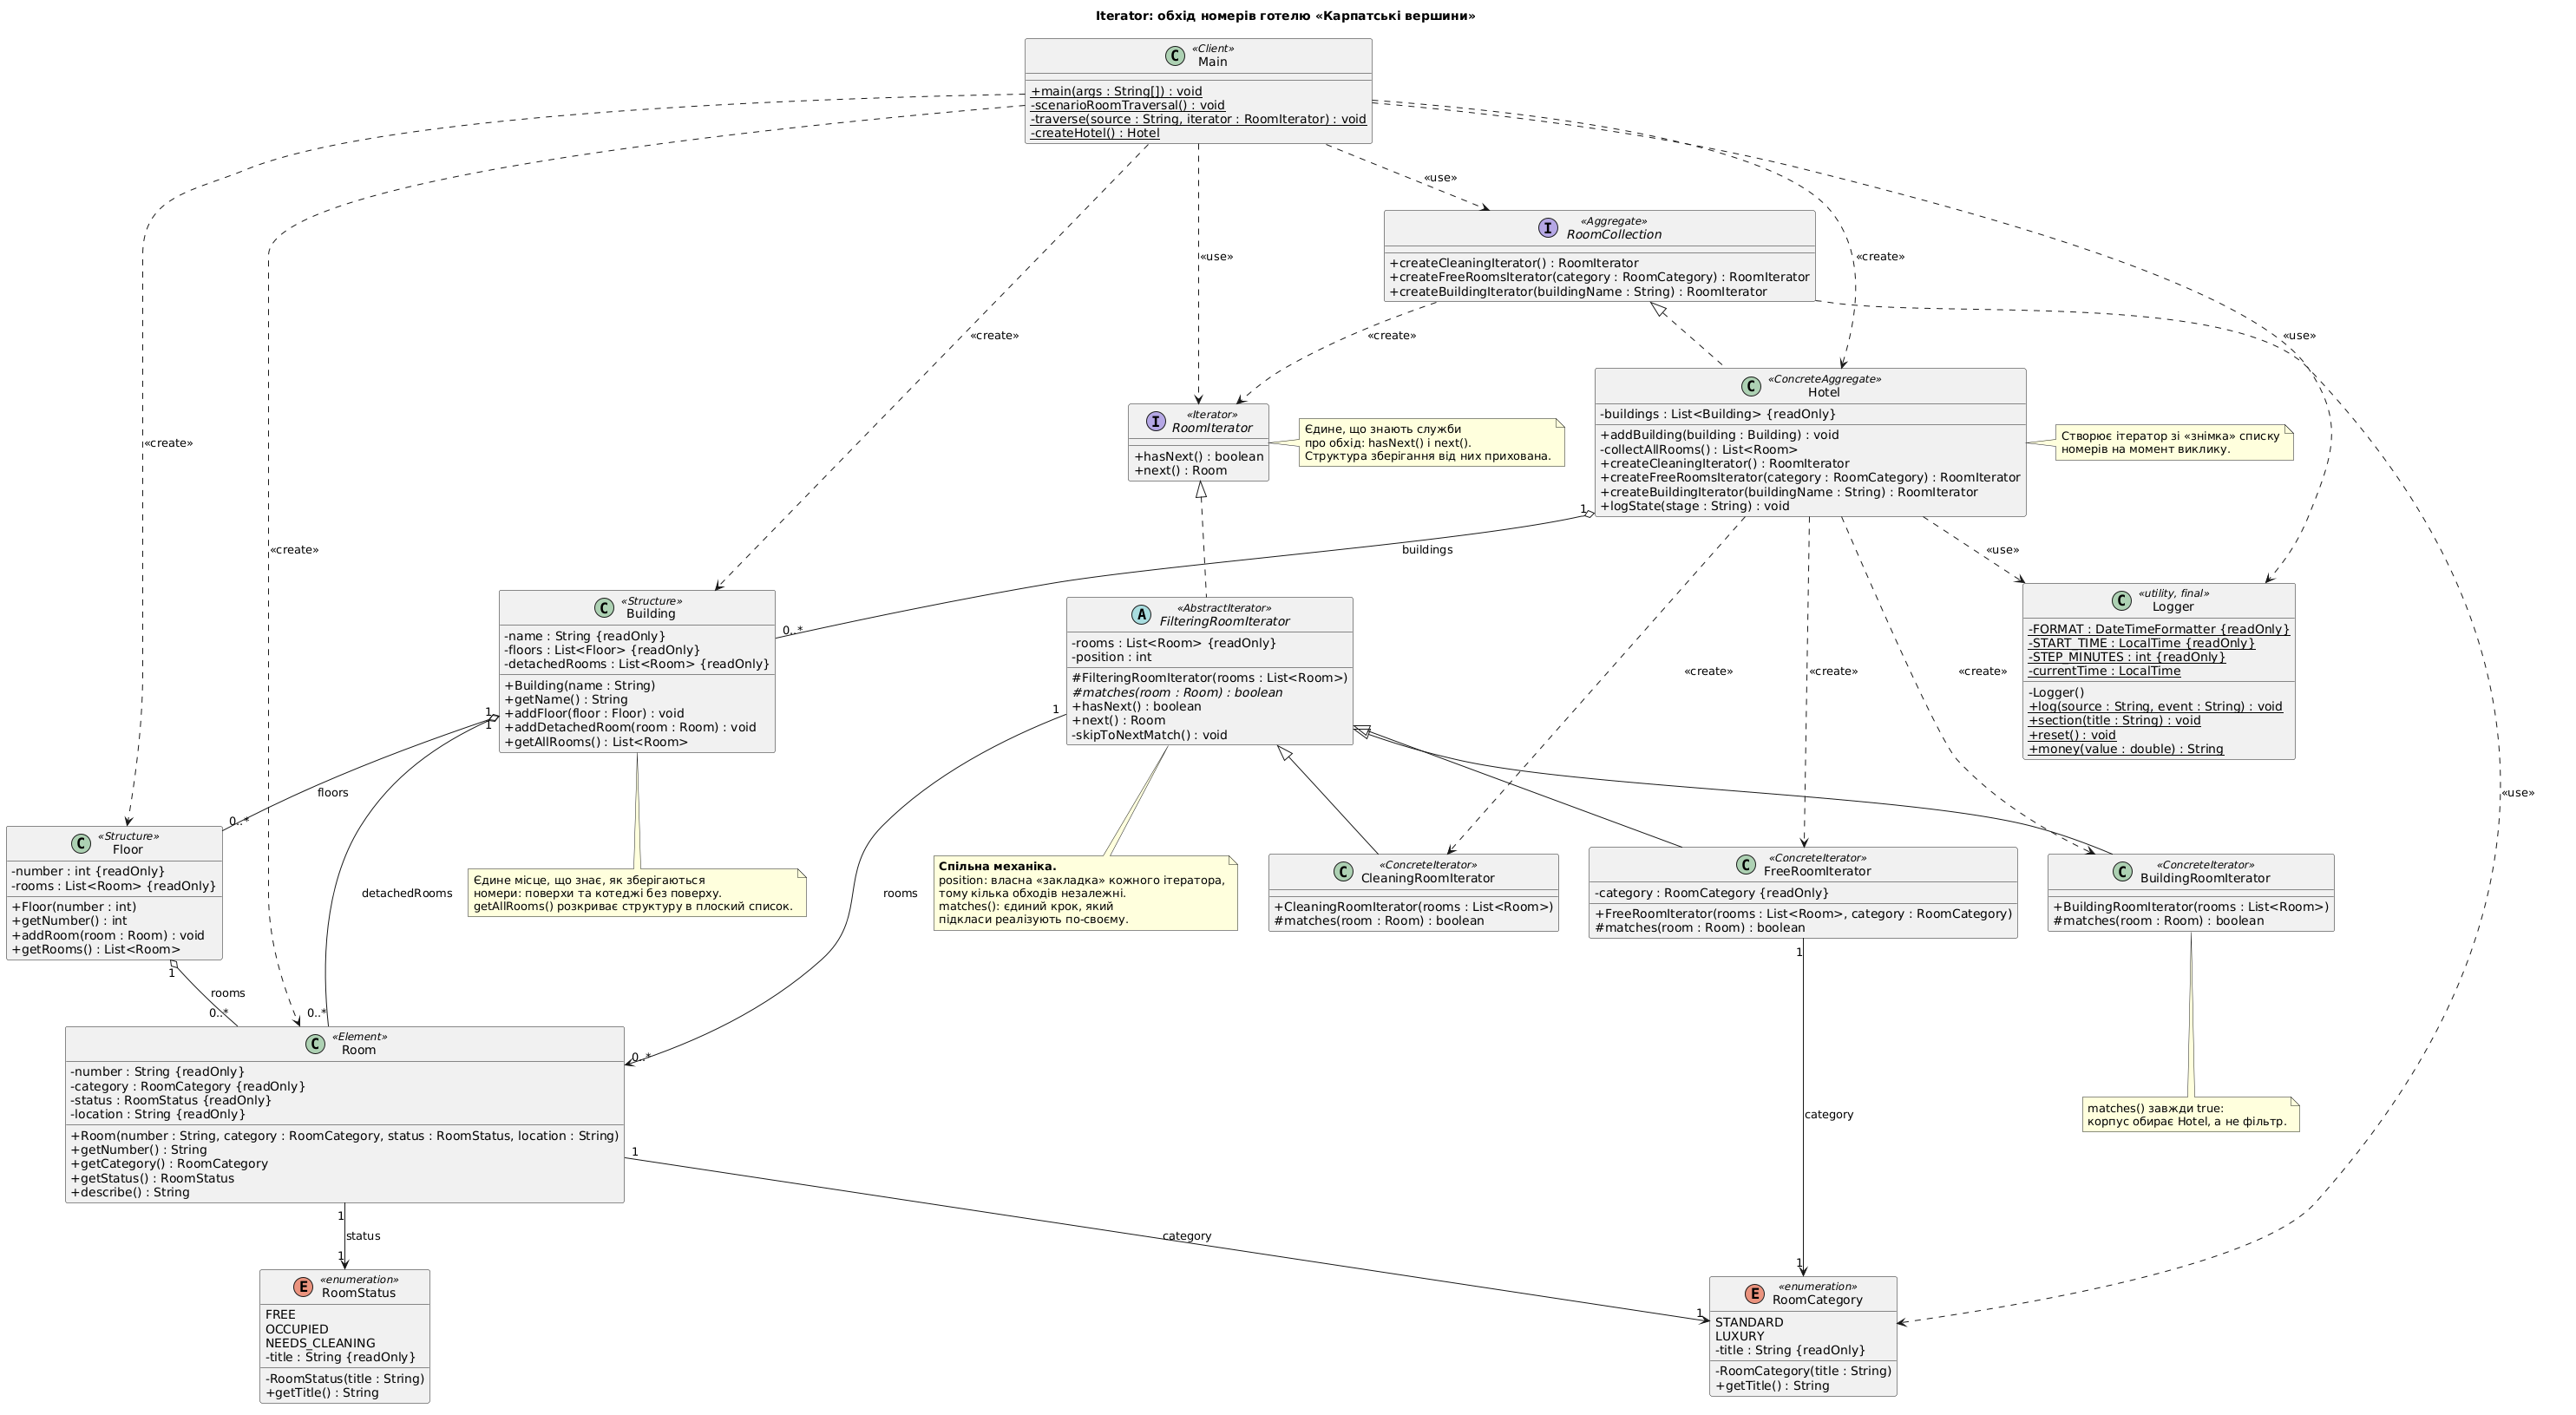 Iterator: обхід номерів готелю «Карпатські вершини»
C «Client»
Main
+main(args : String[]) : void
-scenarioRoomTraversal() : void
-traverse(source : String, iterator : RoomIterator) : void
-createHotel() : Hotel
«use»
I «Aggregate»
RoomCollection
+createCleaningIterator() : RoomIterator
+createFreeRoomsIterator(category : RoomCategory) : RoomIterator
+createBuildingIterator(buildingName : String) : RoomIterator
«use»
«create»
«create»
«create»
«use»
I «Iterator»
RoomIterator
+hasNext() : boolean
+next() : Room
Єдине, що знають служби
про обхід: hasNext() і next().
Структура зберігання від них прихована.
C «ConcreteAggregate»
Hotel
-buildings : List<Building> {readOnly}
+addBuilding(building : Building) : void
-collectAllRooms() : List<Room>
+createCleaningIterator() : RoomIterator
+createFreeRoomsIterator(category : RoomCategory) : RoomIterator
+createBuildingIterator(buildingName : String) : RoomIterator
+logState(stage : String) : void
Створює ітератор зі «знімка» списку
номерів на момент виклику.
«create»
«create»
1
buildings
0..*
«use»
C «Structure»
Building
-name : String {readOnly}
-floors : List<Floor> {readOnly}
-detachedRooms : List<Room> {readOnly}
+Building(name : String)
+getName() : String
+addFloor(floor : Floor) : void
+addDetachedRoom(room : Room) : void
+getAllRooms() : List<Room>
A «AbstractIterator»
FilteringRoomIterator
-rooms : List<Room> {readOnly}
-position : int
#FilteringRoomIterator(rooms : List<Room>)
#matches(room : Room) : boolean
+hasNext() : boolean
+next() : Room
-skipToNextMatch() : void
C «utility, final»
Logger
-FORMAT : DateTimeFormatter {readOnly}
-START_TIME : LocalTime {readOnly}
-STEP_MINUTES : int {readOnly}
-currentTime : LocalTime
-Logger()
+log(source : String, event : String) : void
+section(title : String) : void
+reset() : void
+money(value : double) : String
«create»
«create»
«create»
1
1
1
floors
0..*
«use»
C «Structure»
Floor
-number : int {readOnly}
-rooms : List<Room> {readOnly}
+Floor(number : int)
+getNumber() : int
+addRoom(room : Room) : void
+getRooms() : List<Room>
detachedRooms
Єдине місце, що знає, як зберігаються
номери: поверхи та котеджі без поверху.
getAllRooms() розкриває структуру в плоский список.
rooms
Спільна механіка.
position: власна «закладка» кожного ітератора,
тому кілька обходів незалежні.
matches(): єдиний крок, який
підкласи реалізують по-своєму.
C «ConcreteIterator»
CleaningRoomIterator
+CleaningRoomIterator(rooms : List<Room>)
#matches(room : Room) : boolean
C «ConcreteIterator»
FreeRoomIterator
-category : RoomCategory {readOnly}
+FreeRoomIterator(rooms : List<Room>, category : RoomCategory)
#matches(room : Room) : boolean
C «ConcreteIterator»
BuildingRoomIterator
+BuildingRoomIterator(rooms : List<Room>)
#matches(room : Room) : boolean
1
rooms
0..*
0..*
0..*
1
C «Element»
Room
-number : String {readOnly}
-category : RoomCategory {readOnly}
-status : RoomStatus {readOnly}
-location : String {readOnly}
+Room(number : String, category : RoomCategory, status : RoomStatus, location : String)
+getNumber() : String
+getCategory() : RoomCategory
+getStatus() : RoomStatus
+describe() : String
category
matches() завжди true:
корпус обирає Hotel, а не фільтр.
1
1
status
1
category
1
1
E «enumeration»
RoomStatus
FREE
OCCUPIED
NEEDS_CLEANING
-title : String {readOnly}
-RoomStatus(title : String)
+getTitle() : String
E «enumeration»
RoomCategory
STANDARD
LUXURY
-title : String {readOnly}
-RoomCategory(title : String)
+getTitle() : String